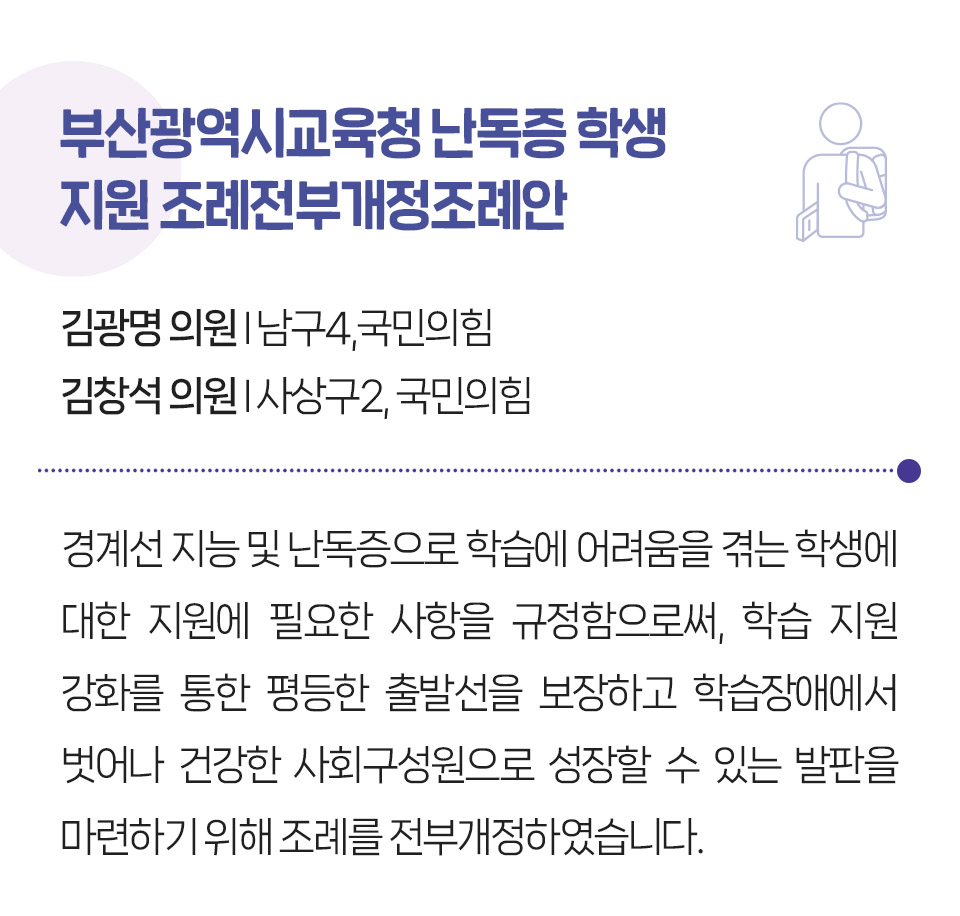 부산광역시교육청 난독증 학생
지원 조례전부개정조례안
김광명 의원 | 남구4,국민의힘
김창석 의원 | 사상구2, 국민의힘
경계선 지능 및 난독증으로 학습에 어려움을 겪는 학생에
대한 지원에 필요한 사항을 규정함으로써, 학습 지원
강화를 통한 평등한 출발선을 보장하고 학습장애에서
벗어나 건강한 사회구성원으로 성장할 수 있는 발판을
마련하기 위해 조례를 전부개정하였습니다.